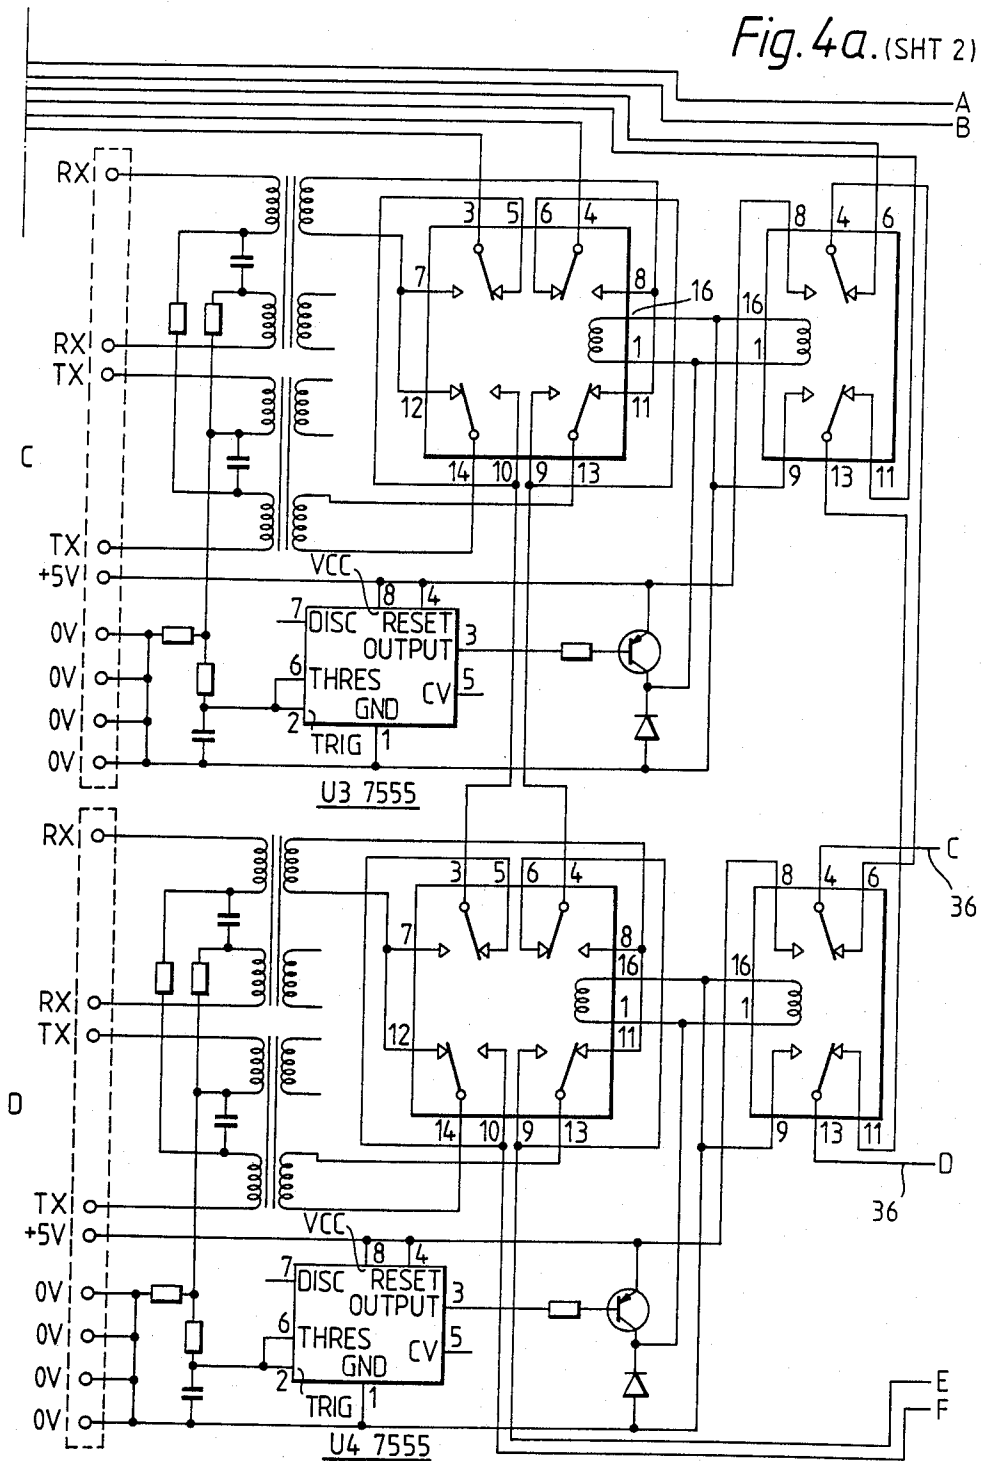 Fig. 4a. (SHT 2)
A
B
RX
3 5 6 4
8 4 6
7
8
16
16
1
1
RX
TX
12
11
C
14 10 9 13
9 13 11
TX
+5V
VCC
8 4
7
DISC RESET
OUTPUT
3
0V
6
THRES
CV
5
0V
GND
2
TRIG
1
0V
0V
U3 7555
RX
3 5 6 4
8 4 6
C
36
7
8
16
16
1
1
RX
TX
12
11
D
14 10 9 13
9 13 11
D
36
TX
+5V
VCC
8 4
7
DISC RESET
OUTPUT
3
0V
6
THRES
CV
5
0V
GND
2
TRIG
1
0V
0V
E
F
U4 7555